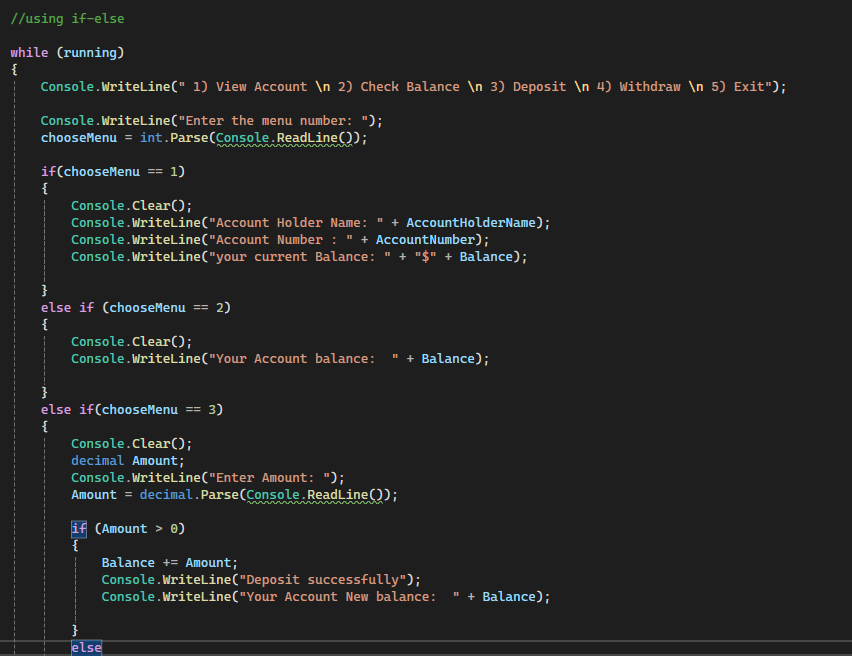 //using if-else
while (running)
{
Console.WriteLine(" 1) View Account \n 2) Check Balance \n 3) Deposit \n 4) Withdraw \n 5) Exit");
Console.WriteLine("Enter the menu number: ");
chooseMenu = int.Parse(Console.ReadLine());
if(chooseMenu == 1)
{
Console.Clear();
Console.WriteLine("Account Holder Name: " + AccountHolderName);
Console.WriteLine("Account Number : " + AccountNumber);
Console.WriteLine("your current Balance: " + "$" + Balance);
}
else if (chooseMenu == 2)
{
Console.Clear();
Console.WriteLine("Your Account balance:  " + Balance);
}
else if(chooseMenu == 3)
{
Console.Clear();
decimal Amount;
Console.WriteLine("Enter Amount: ");
Amount = decimal.Parse(Console.ReadLine());
if (Amount > 0)
{
Balance += Amount;
Console.WriteLine("Deposit successfully");
Console.WriteLine("Your Account New balance:  " + Balance);
}
else